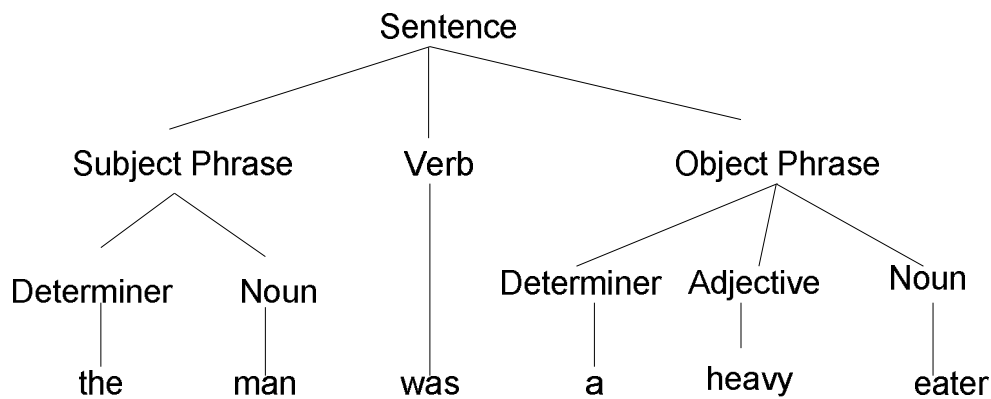 Sentence
Subject Phrase Verb Object Phrase
Determiner Noun Determiner Adjective Noun
the man was a heavy eater